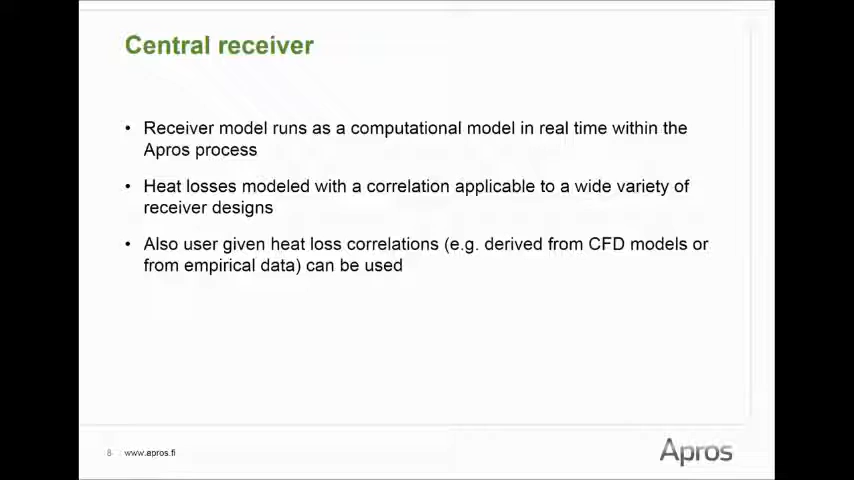 Central receiver
• Receiver model runs as a computational model in real time within the
Apros process
• Heat losses modeled with a correlation applicable to a wide variety of
receiver designs
• Also user given heat loss correlations (e.g. derived from CFD models or
from empirical data) can be used
8 www.apros.fi
Apros